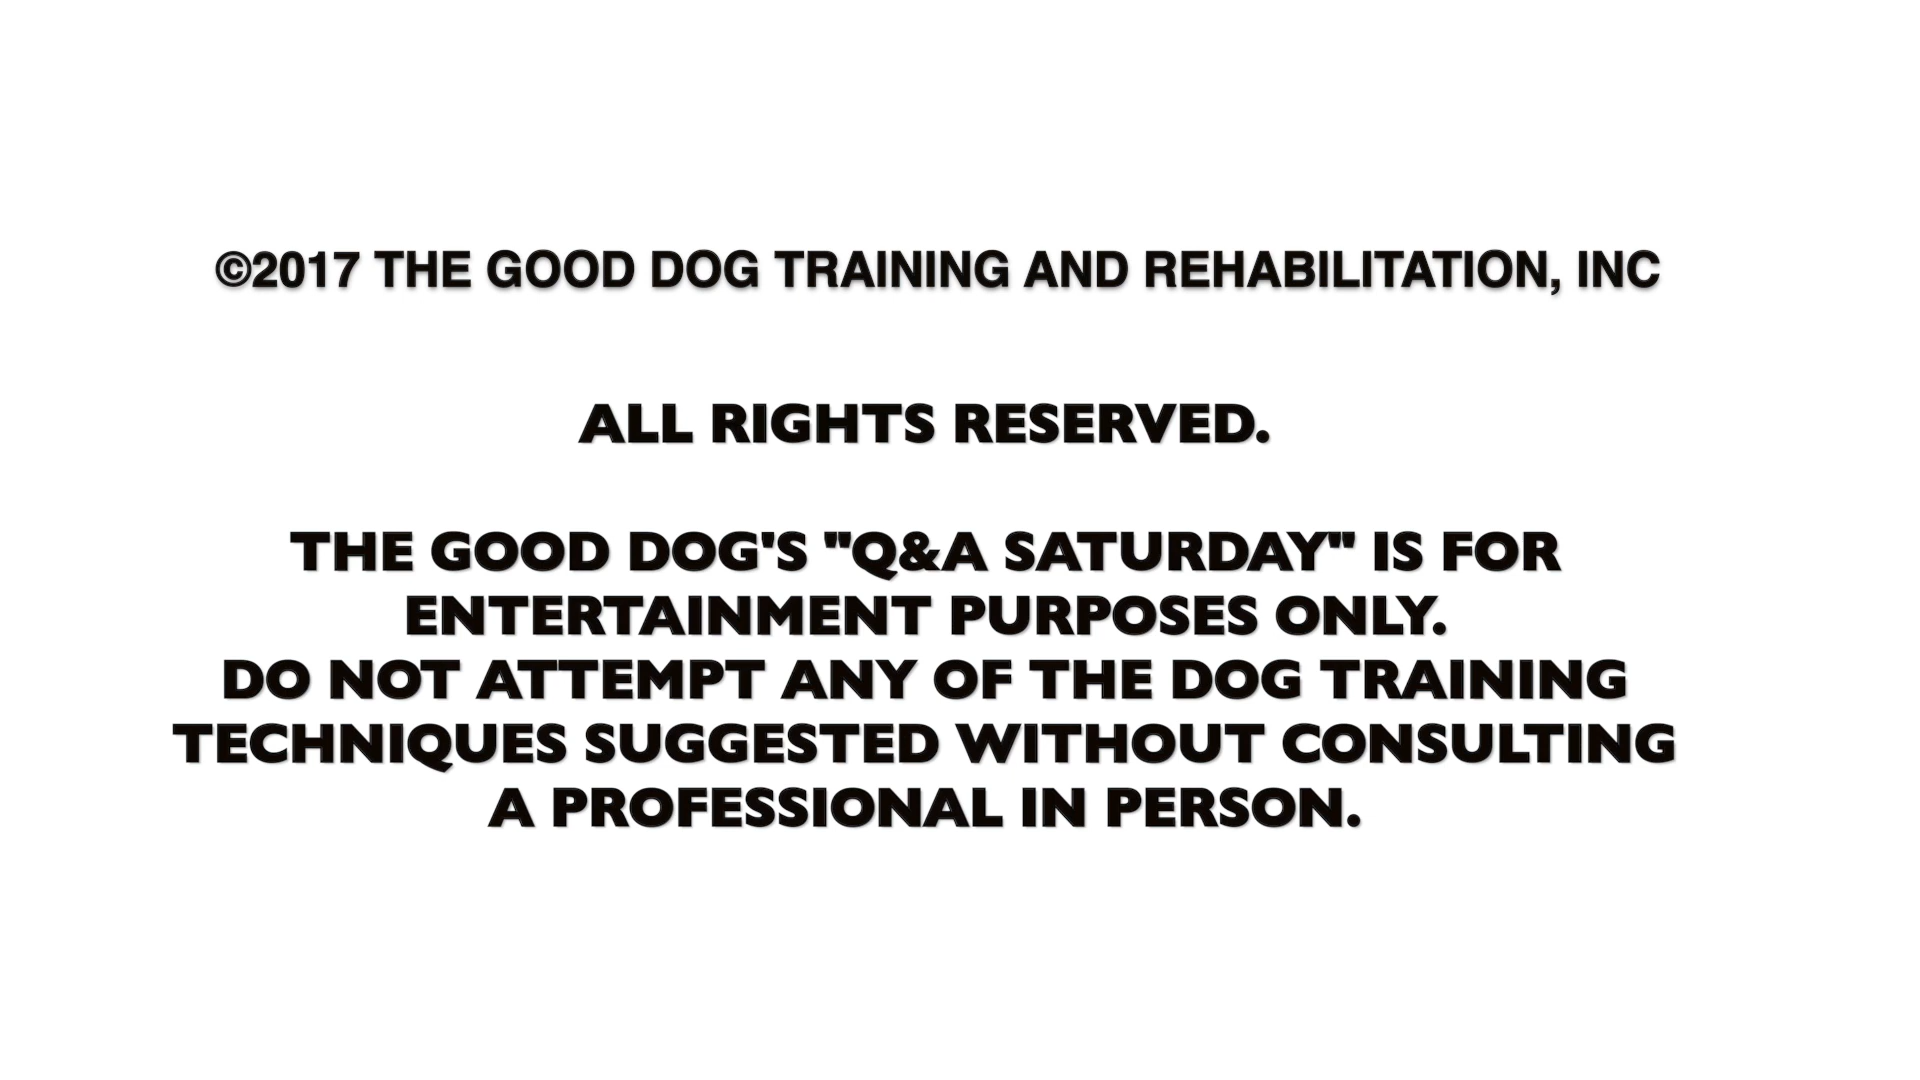 ©2017 THE GOOD DOG TRAINING AND REHABILITATION, INC
ALL RIGHTS RESERVED.
THE GOOD DOG'S "Q&A SATURDAY" IS FOR
ENTERTAINMENT PURPOSES ONLY.
DO NOT ATTEMPT ANY OF THE DOG TRAINING
TECHNIQUES SUGGESTED WITHOUT CONSULTING
A PROFESSIONAL IN PERSON.